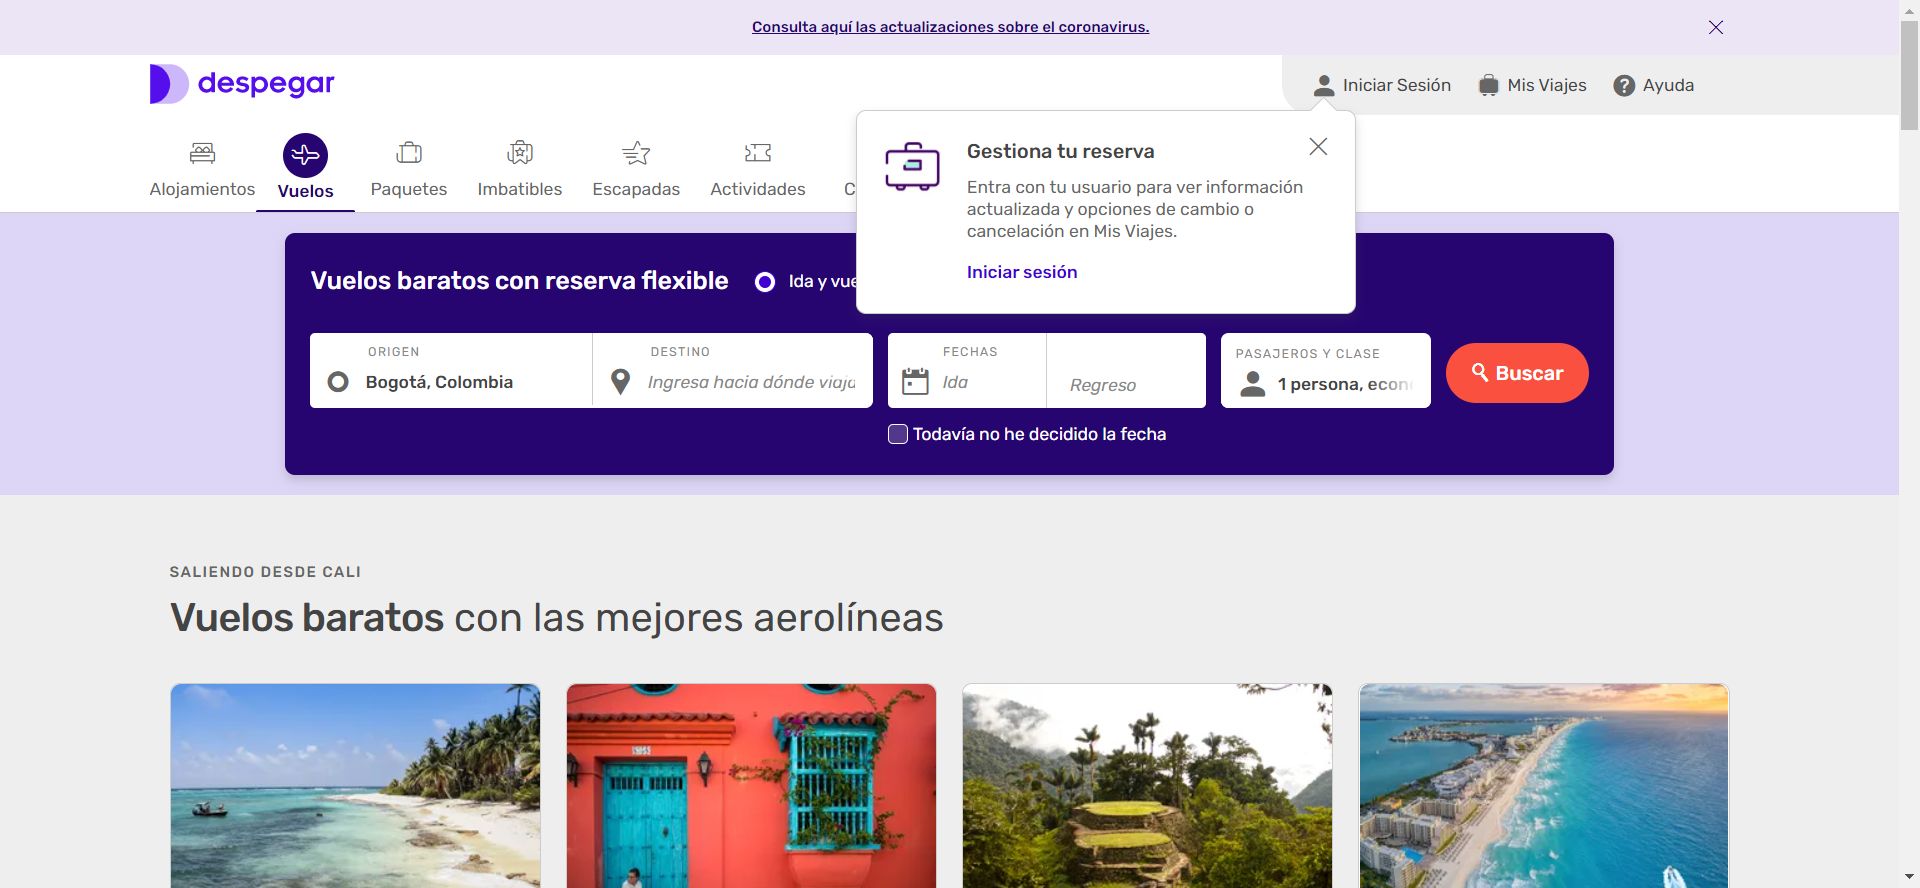 Consulta aquí las actualizaciones sobre el coronavirus.
despegar
Iniciar Sesión
Mis Viajes
Ayuda
Alojamientos
Vuelos
Paquetes
Imbatibles
Escapadas
Actividades
C
Gestiona tu reserva
Entra con tu usuario para ver información
actualizada y opciones de cambio o
cancelación en Mis Viajes.
Iniciar sesión
Vuelos baratos con reserva flexible
Ida y vue
ORIGEN
Bogotá, Colombia
DESTINO
Ingresa hacia dónde viaja
FECHAS
Ida
Regreso
PASAJEROS Y CLASE
1 persona, econ
Buscar
Todavía no he decidido la fecha
SALIENDO DESDE CALI
Vuelos baratos con las mejores aerolíneas